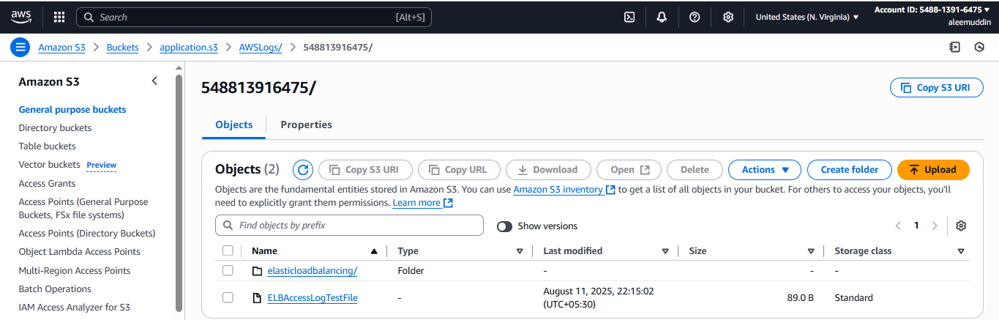 aws
Search [Alt+S]
United States (N. Virginia)
Account ID: 5488-1391-6475
aleemuddin
Amazon S3 > Buckets > application.s3 > AWSLogs/ > 548813916475/
Amazon S3
General purpose buckets
Directory buckets
Table buckets
Vector buckets Preview
Access Grants
Access Points (General Purpose
Buckets, FSx file systems)
Access Points (Directory Buckets)
Object Lambda Access Points
Multi-Region Access Points
Batch Operations
IAM Access Analyzer for S3
548813916475/
Copy S3 URI
Objects Properties
Objects (2) Copy S3 URI Copy URL Download Open Delete Actions Create folder Upload
Objects are the fundamental entities stored in Amazon S3. You can use Amazon S3 inventory to get a list of all objects in your bucket. For others to access your objects, you'll
need to explicitly grant them permissions. Learn more
Find objects by prefix Show versions 1
Name Type Last modified Size Storage class
elasticloadbalancing/ Folder - - -
ELBAccessLogTestFile - August 11, 2025, 22:15:02 (UTC+05:30) 89.0 B Standard